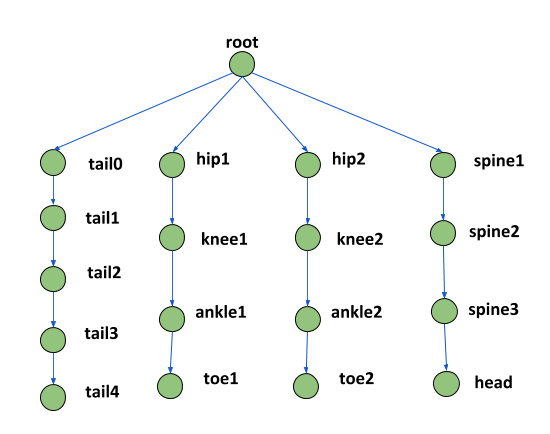 root
tail0
hip1
hip2
spine1
tail1
knee1
knee2
spine2
tail2
ankle1
ankle2
spine3
tail3
toe1
toe2
head
tail4